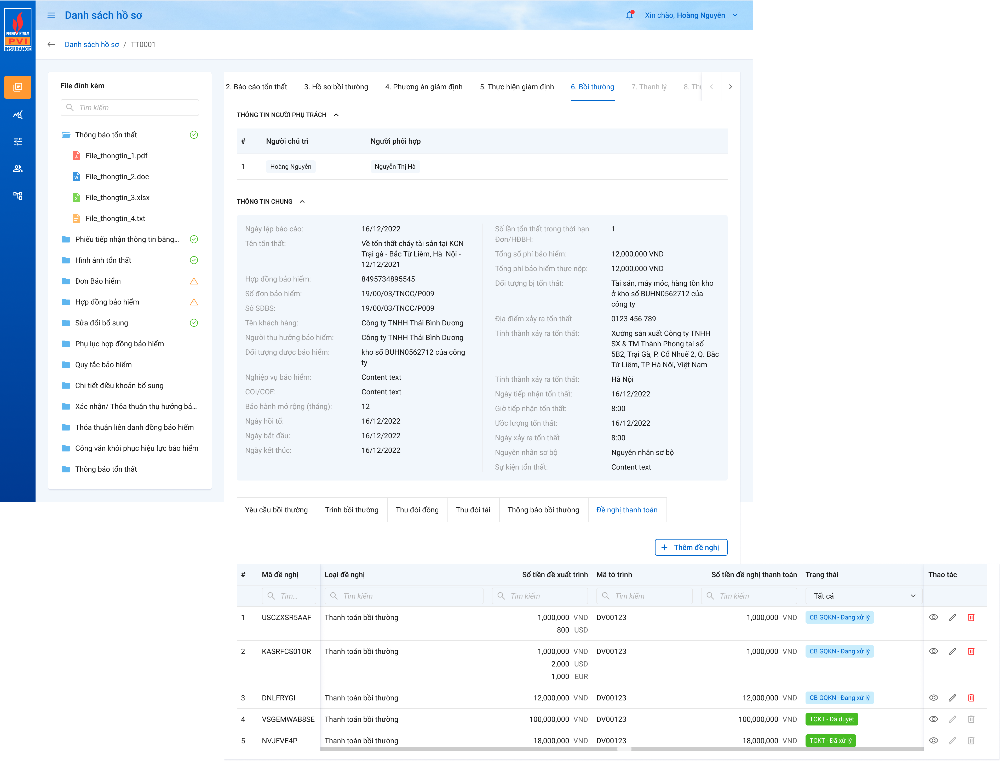 PETROVIETNAM
PVI
INSURANCE
Danh sách hồ sơ
Xin chào, Hoàng Nguyễn
Danh sách hồ sơ / TT0001
File đính kèm
Tìm kiếm
Thông báo tổn thất
File_thongtin_1.pdf
File_thongtin_2.doc
File_thongtin_3.xlsx
File_thongtin_4.txt
Phiếu tiếp nhận thông tin bằng...
Hình ảnh tổn thất
Đơn Bảo hiểm
Hợp đồng bảo hiểm
Sửa đổi bổ sung
Phụ lục hợp đồng bảo hiểm
Quy tắc bảo hiểm
Chi tiết điều khoản bổ sung
Xác nhận/ Thỏa thuận thụ hưởng bả...
Thỏa thuận liên danh đồng bảo hiểm
Công văn khôi phục hiệu lực bảo hiểm
Thông báo tổn thất
2. Báo cáo tổn thất 3. Hồ sơ bồi thường 4. Phương án giám định 5. Thực hiện giám định 6. Bồi thường 7. Thanh lý 8. Thu
THÔNG TIN NGƯỜI PHỤ TRÁCH
# Người chủ trì Người phối hợp
1 Hoàng Nguyễn Nguyễn Thị Hà
THÔNG TIN CHUNG
Ngày lập báo cáo: 16/12/2022
Tên tổn thất: Về tổn thất cháy tài sản tại KCN
Trại gà - Bắc Từ Liêm, Hà Nội -
12/12/2021
Hợp đồng bảo hiểm: 8495734895545
Số đơn bảo hiểm: 19/00/03/TNCC/P009
Số SĐBS: 19/00/03/TNCC/P009
Tên khách hàng: Công ty TNHH Thái Bình Dương
Người thụ hưởng bảo hiểm: Công ty TNHH Thái Bình Dương
Đối tượng được bảo hiểm: kho số BUHN0562712 của công
ty
Nghiệp vụ bảo hiểm: Content text
COI/COE: Content text
Bảo hành mở rộng (tháng): 12
Ngày hồi tố: 16/12/2022
Ngày bắt đầu: 16/12/2022
Ngày kết thúc: 16/12/2022
Số lần tổn thất trong thời hạn 1
Đơn/HĐBH:
Tổng số phí bảo hiểm: 12,000,000 VND
Tổng phí bảo hiểm thực nộp: 12,000,000 VND
Đối tượng bị tổn thất: Tài sản, máy móc, hàng tồn kho
ở kho số BUHN0562712 của
công ty
Địa điểm xảy ra tổn thất 0123 456 789
Tỉnh thành xảy ra tổn thất: Xưởng sản xuất Công ty TNHH
SX & TM Thành Phong tại số
5B2, Trại Gà, P. Cổ Nhuế 2, Q. Bắc
Từ Liêm, TP Hà Nội, Việt Nam
Tỉnh thành xảy ra tổn thất: Hà Nội
Ngày tiếp nhận tổn thất: 16/12/2022
Giờ tiếp nhận tổn thất: 8:00
Ước lượng tổn thất: 16/12/2022
Ngày xảy ra tổn thất 8:00
Nguyên nhân sơ bộ Nguyên nhân sơ bộ
Sự kiện tổn thất: Content text
Yêu cầu bồi thường Trình bồi thường Thu đòi đồng Thu đòi tái Thông báo bồi thường Đề nghị thanh toán
Thêm đề nghị
# Mã đề nghị Loại đề nghị Số tiền đề xuất trình Mã tờ trình Số tiền đề nghị thanh toán Trạng thái Thao tác
Tìm... Tìm kiếm Tìm kiếm Tìm kiếm Tìm kiếm Tất cả
1 USCZXSR5AAF Thanh toán bồi thường 1,000,000 VND DV00123 1,000,000 VND CB GQKN - Đang xử lý
800 USD
2 KASRFCS01OR Thanh toán bồi thường 1,000,000 VND DV00123 1,000,000 VND CB GQKN - Đang xử lý
2,000 USD
1,000 EUR
3 DNLFRYGI Thanh toán bồi thường 12,000,000 VND DV00123 12,000,000 VND CB GQKN - Đang xử lý
4 VSGEMWAB8SE Thanh toán bồi thường 100,000,000 VND DV00123 100,000,000 VND TCKT - Đã duyệt
5 NVJFVE4P Thanh toán bồi thường 18,000,000 VND DV00123 18,000,000 VND TCKT - Đã xử lý